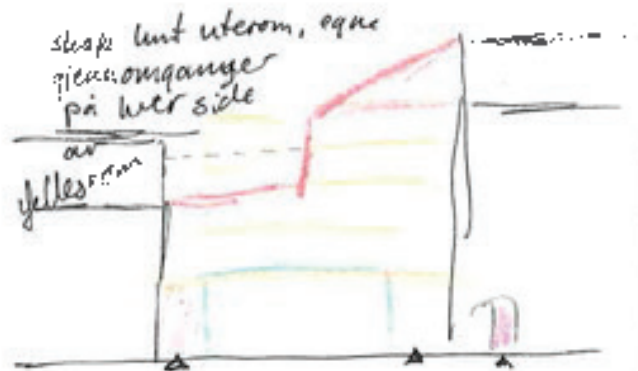 skape lunt uterom, egne
gjennomganger
på hver side
av
fellesrom